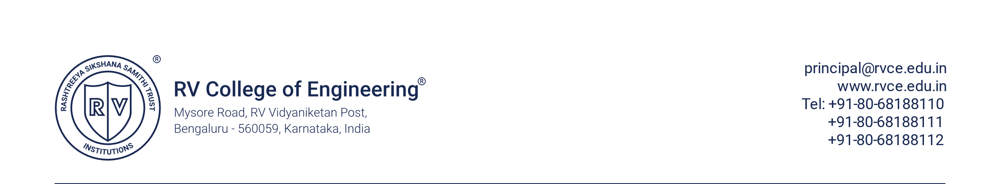 RASHTREEYA SIKSHANA SAMITHI TRUST
R V
INSTITUTIONS
®
RV College of Engineering®
Mysore Road, RV Vidyaniketan Post,
Bengaluru - 560059, Karnataka, India
principal@rvce.edu.in
www.rvce.edu.in
Tel: +91-80-68188110
+91-80-68188111
+91-80-68188112